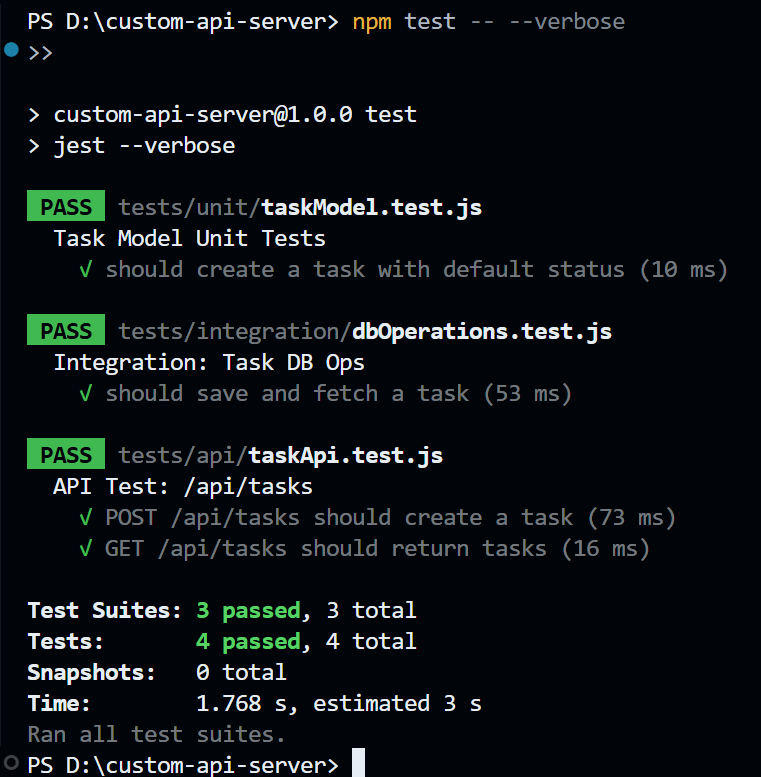 PS D:\custom-api-server> npm test -- --verbose
>>
> custom-api-server@1.0.0 test
> jest --verbose
PASS tests/unit/taskModel.test.js
Task Model Unit Tests
√ should create a task with default status (10 ms)
PASS tests/integration/dbOperations.test.js
Integration: Task DB Ops
√ should save and fetch a task (53 ms)
PASS tests/api/taskApi.test.js
API Test: /api/tasks
√ POST /api/tasks should create a task (73 ms)
√ GET /api/tasks should return tasks (16 ms)
Test Suites: 3 passed, 3 total
Tests: 4 passed, 4 total
Snapshots: 0 total
Time: 1.768 s, estimated 3 s
Ran all test suites.
PS D:\custom-api-server>